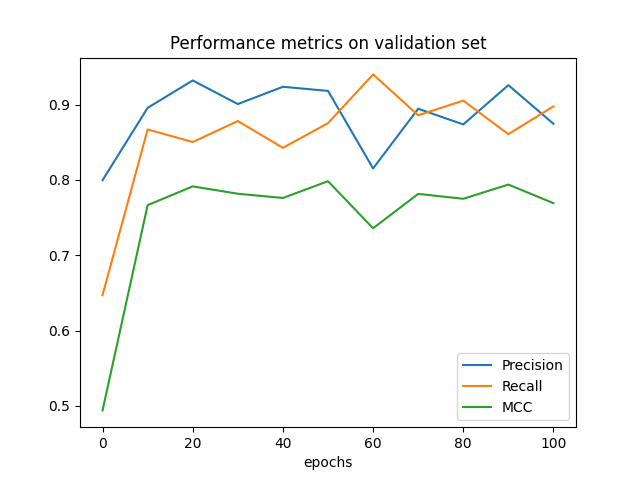 Performance metrics on validation set
0.9
0.8
0.7
0.6
0.5
Precision
Recall
MCC
0 20 40 60 80 100
epochs